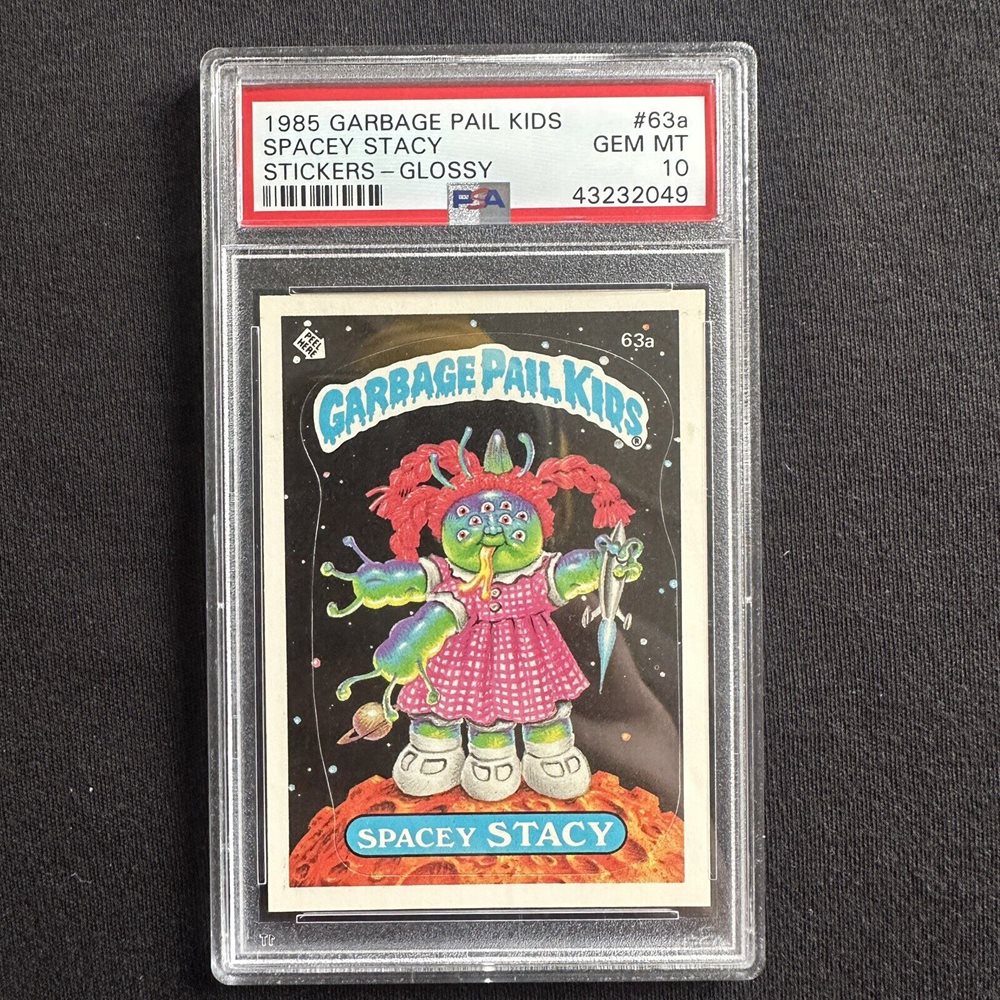 1985 GARBAGE PAIL KIDS #63a
SPACEY STACY GEM MT
STICKERS – GLOSSY 10
PSA 43232049
PEEL
HERE
63a
GARBAGE PAIL KIDS®
SPACEY STACY